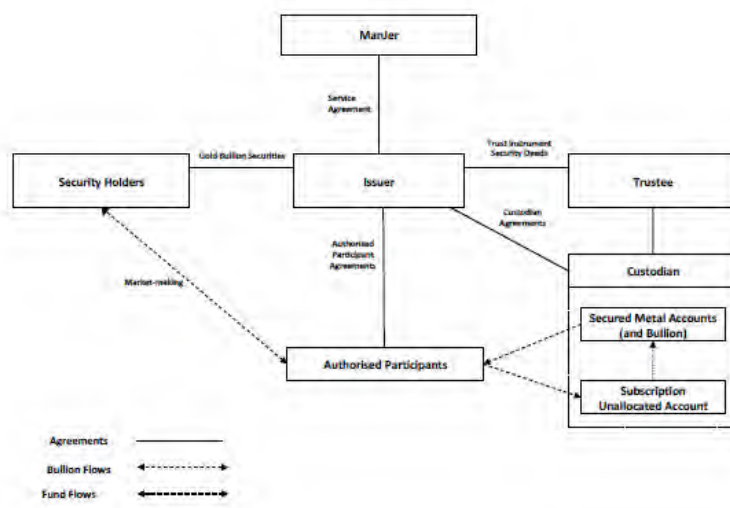 ManJer
Service
Agreement
Gold Bullion Securities
Trust Instrument
Security Deeds
Security Holders
Issuer
Trustee
Custodian
Agreements
Authorised
Participant
Agreements
Custodian
Market-making
Secured Metal Accounts
(and Bullion)
Authorised Participants
Subscription
Unallocated Account
Agreements
Bullion Flows
Fund Flows